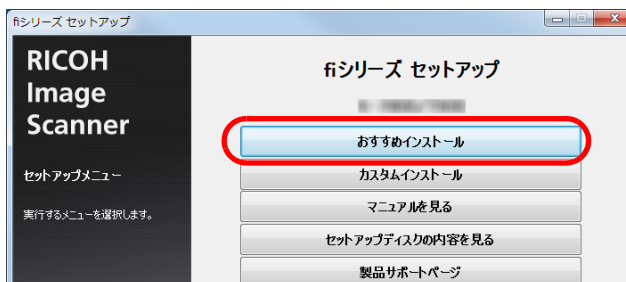 fiシリーズ セットアップ
RICOH
Image
Scanner
セットアップメニュー
実行するメニューを選択します。
fiシリーズ セットアップ
おすすめインストール
カスタムインストール
マニュアルを見る
セットアップディスクの内容を見る
製品サポートページ